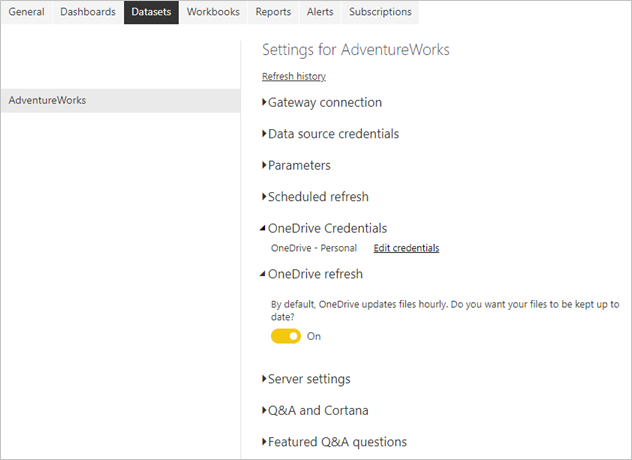 General Dashboards Datasets Workbooks Reports Alerts Subscriptions
Settings for AdventureWorks
Refresh history
AdventureWorks
Gateway connection
Data source credentials
Parameters
Scheduled refresh
OneDrive Credentials
OneDrive - Personal Edit credentials
OneDrive refresh
By default, OneDrive updates files hourly. Do you want your files to be kept up to
date?
On
Server settings
Q&A and Cortana
Featured Q&A questions